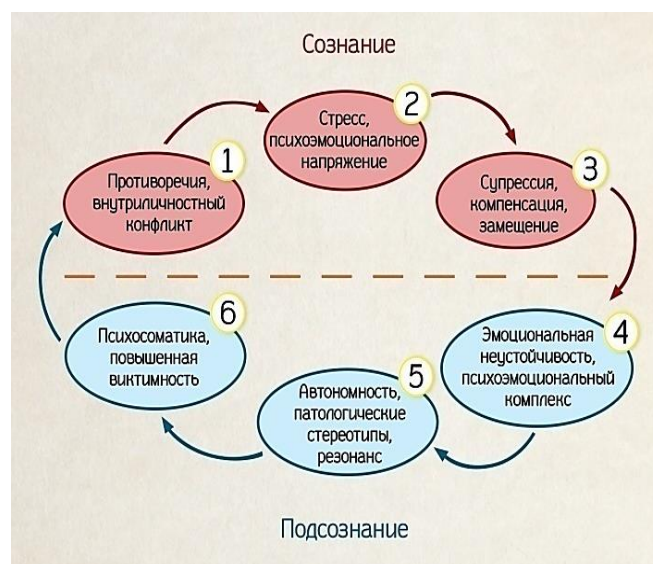 Сознание
1
Противоречия,
внутриличностный
конфликт
2
Стресс,
психоэмоциональное
напряжение
3
Супрессия,
компенсация,
замещение
4
Эмоциональная
неустойчивость,
психоэмоциональный
комплекс
5
Автономность,
патологические
стереотипы,
резонанс
6
Психосоматика,
повышенная
виктимность
Подсознание